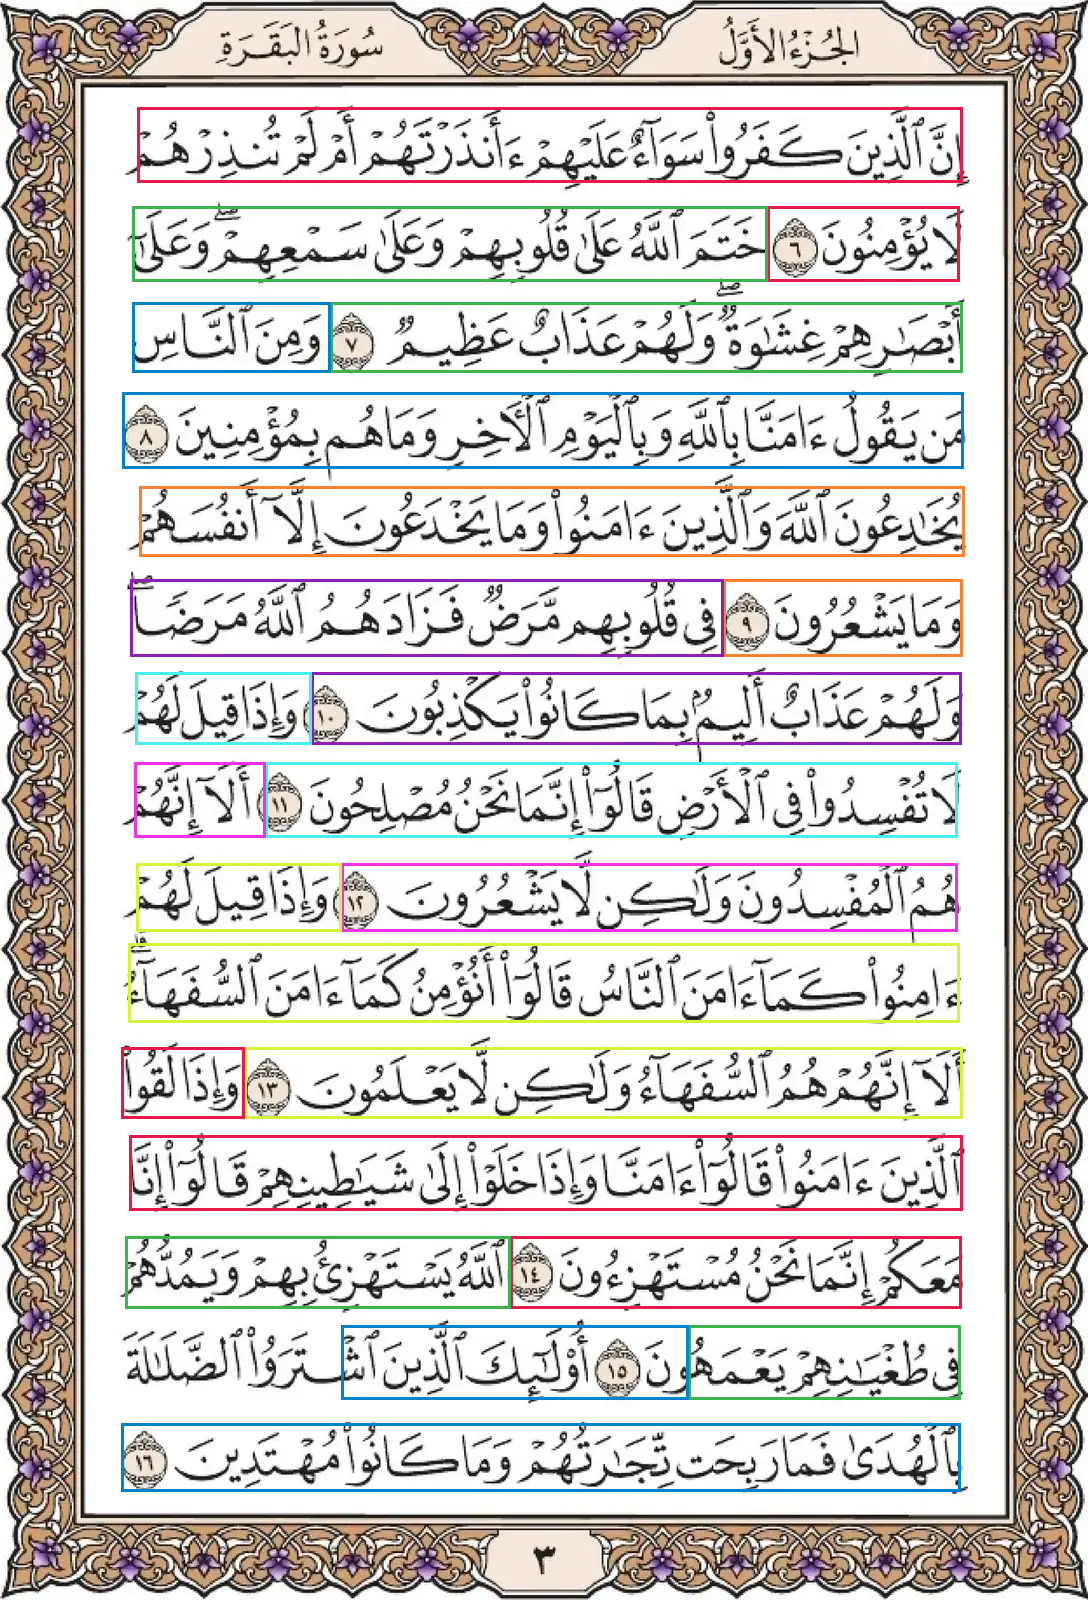 سُورَةُ البَقَرَةِ الجُزْءُ الأَوَّلُ
إِنَّ ٱلَّذِينَ كَفَرُوا۟ سَوَآءٌ عَلَيْهِمْ ءَأَنذَرْتَهُمْ أَمْ لَمْ تُنذِرْهُمْ
لَا يُؤْمِنُونَ ٦ خَتَمَ ٱللَّهُ عَلَىٰ قُلُوبِهِمْ وَعَلَىٰ سَمْعِهِمْ ۖ وَعَلَىٰٓ
أَبْصَـٰرِهِمْ غِشَـٰوَةٌ ۖ وَلَهُمْ عَذَابٌ عَظِيمٌ ٧ وَمِنَ ٱلنَّاسِ
مَن يَقُولُ ءَامَنَّا بِٱللَّهِ وَبِٱلْيَوْمِ ٱلْـَٔاخِرِ وَمَا هُم بِمُؤْمِنِينَ ٨
يُخَـٰدِعُونَ ٱللَّهَ وَٱلَّذِينَ ءَامَنُوا۟ وَمَا يَخْدَعُونَ إِلَّآ أَنفُسَهُمْ
وَمَا يَشْعُرُونَ ٩ فِى قُلُوبِهِم مَّرَضٌ فَزَادَهُمُ ٱللَّهُ مَرَضًا ۖ
وَلَهُمْ عَذَابٌ أَلِيمٌۢ بِمَا كَانُوا۟ يَكْذِبُونَ ١٠ وَإِذَا قِيلَ لَهُمْ
لَا تُفْسِدُوا۟ فِى ٱلْأَرْضِ قَالُوٓا۟ إِنَّمَا نَحْنُ مُصْلِحُونَ ١١ أَلَآ إِنَّهُمْ
هُمُ ٱلْمُفْسِدُونَ وَلَـٰكِن لَّا يَشْعُرُونَ ١٢ وَإِذَا قِيلَ لَهُمْ
ءَامِنُوا۟ كَمَآ ءَامَنَ ٱلنَّاسُ قَالُوٓا۟ أَنُؤْمِنُ كَمَآ ءَامَنَ ٱلسُّفَهَآءُ ۗ
أَلَآ إِنَّهُمْ هُمُ ٱلسُّفَهَآءُ وَلَـٰكِن لَّا يَعْلَمُونَ ١٣ وَإِذَا لَقُوا۟
ٱلَّذِينَ ءَامَنُوا۟ قَالُوٓا۟ ءَامَنَّا وَإِذَا خَلَوْا۟ إِلَىٰ شَيَـٰطِينِهِمْ قَالُوٓا۟ إِنَّا
مَعَكُمْ إِنَّمَا نَحْنُ مُسْتَهْزِءُونَ ١٤ ٱللَّهُ يَسْتَهْزِئُ بِهِمْ وَيَمُدُّهُمْ
فِى طُغْيَـٰنِهِمْ يَعْمَهُونَ ١٥ أُو۟لَـٰٓئِكَ ٱلَّذِينَ ٱشْتَرَوُا۟ ٱلضَّلَـٰلَةَ
بِٱلْهُدَىٰ فَمَا رَبِحَت تِّجَـٰرَتُهُمْ وَمَا كَانُوا۟ مُهْتَدِينَ ١٦
٣